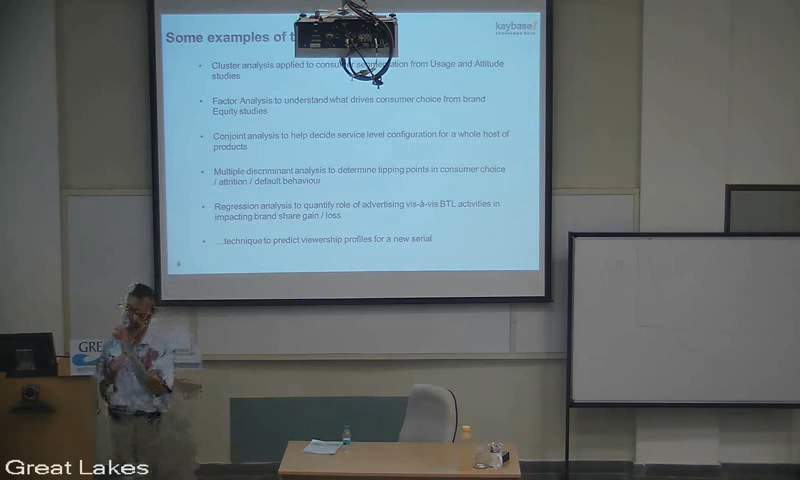 kaybase
knowledge base
Some examples of t
Cluster analysis applied to consumer segmentation from Usage and Attitude
studies
Factor Analysis to understand what drives consumer choice from brand
Equity studies
Conjoint analysis to help decide service level configuration for a whole host of
products
Multiple discriminant analysis to determine tipping points in consumer choice
/ attrition / default behaviour
Regression analysis to quantify role of advertising vis-à-vis BTL activities in
impacting brand share gain / loss
…technique to predict viewership profiles for a new serial
GRE
Great Lakes